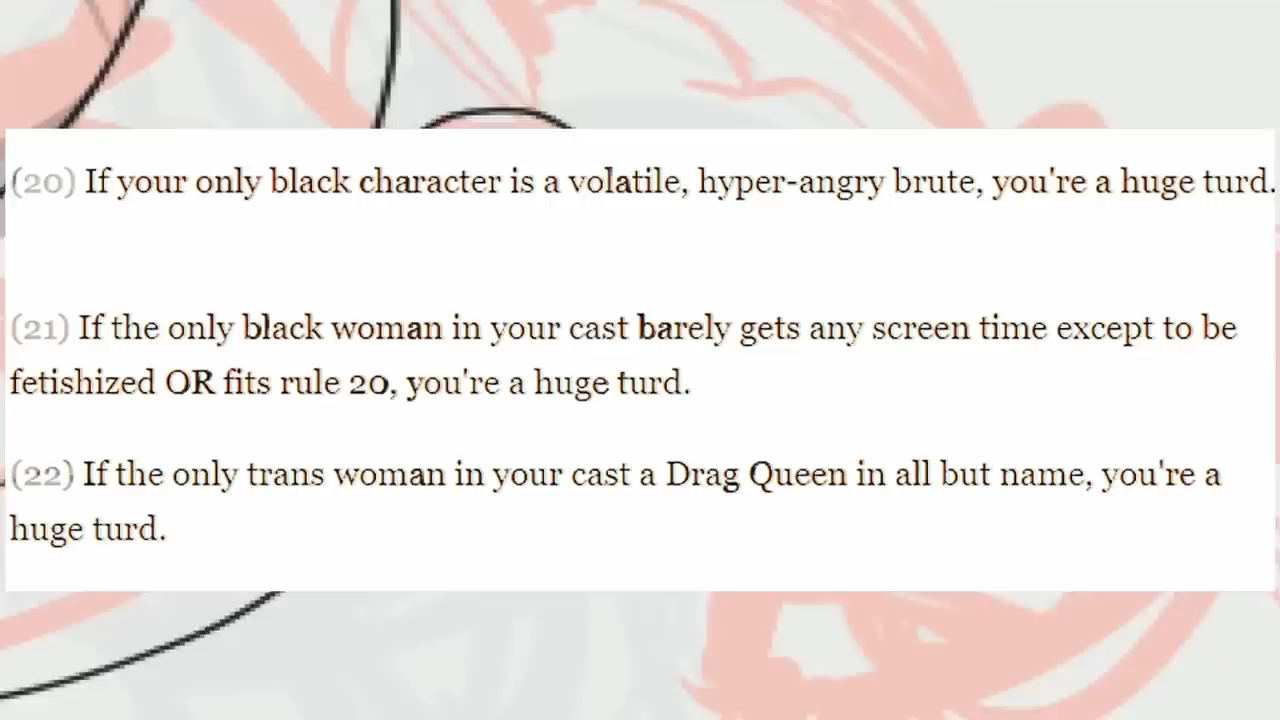 (20) If your only black character is a volatile, hyper-angry brute, you're a huge turd.
(21) If the only black woman in your cast barely gets any screen time except to be
fetishized OR fits rule 20, you're a huge turd.
(22) If the only trans woman in your cast a Drag Queen in all but name, you're a
huge turd.